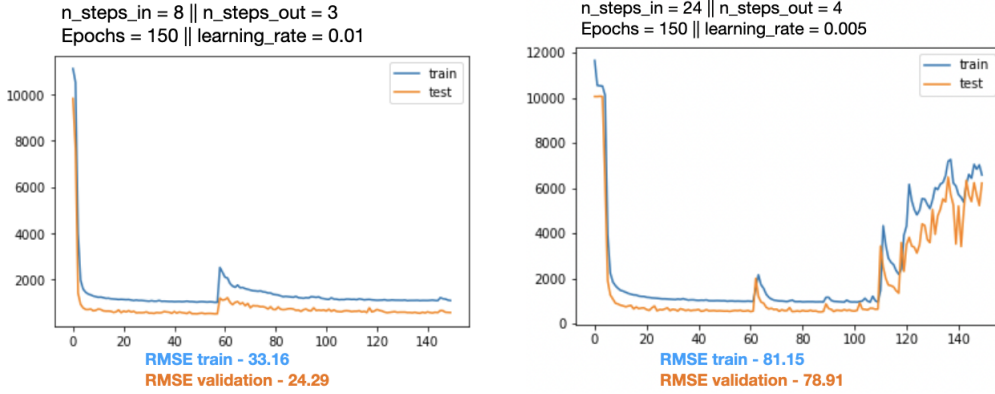 n_steps_in = 8 || n_steps_out = 3
Epochs = 150 || learning_rate = 0.01
train
test
10000
8000
6000
4000
2000
0 20 40 60 80 100 120 140
RMSE train - 33.16
RMSE validation - 24.29
n_steps_in = 24 || n_steps_out = 4
Epochs = 150 || learning_rate = 0.005
train
test
12000
10000
8000
6000
4000
2000
0
0 20 40 60 80 100 120 140
RMSE train - 81.15
RMSE validation - 78.91